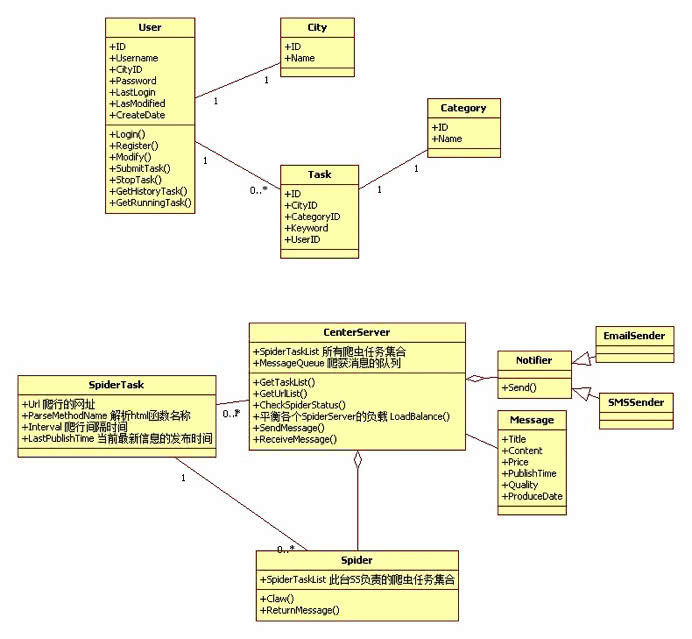 User
+ID
+Username
+CityID
+Password
+LastLogin
+LasModified
+CreateDate
+Login()
+Register()
+Modify()
+SubmitTask()
+StopTask()
+GetHistoryTask()
+GetRunningTask()
City
+ID
+Name
1
1
Category
+ID
+Name
1
0..*
Task
+ID
+CityID
+CategoryID
+Keyword
+UserID
1
1
CenterServer
+SpiderTaskList 所有爬虫任务集合
+MessageQueue 爬获消息的队列
+GetTaskList()
+GetUrlList()
+CheckSpiderStatus()
+平衡各个SpiderServer的负载 LoadBalance()
+SendMessage()
+ReceiveMessage()
Notifier
+Send()
EmailSender
SMSSender
SpiderTask
+Url 爬行的网址
+ParseMethodName 解析html函数名称
+Interval 爬行间隔时间
+LastPublishTime 当前最新信息的发布时间
0..*
Message
+Title
+Content
+Price
+PublishTime
+Quality
+ProduceDate
1
0..*
Spider
+SpiderTaskList 此台SS负责的爬虫任务集合
+Claw()
+ReturnMessage()